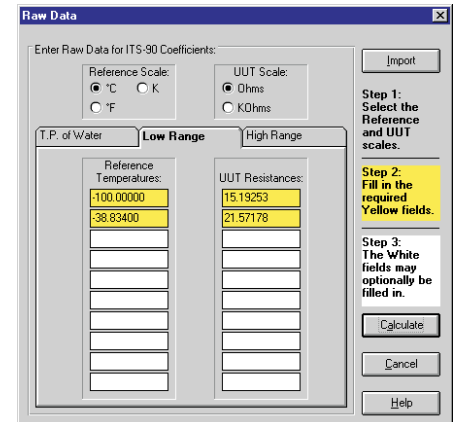 Raw Data
Enter Raw Data for ITS-90 Coefficients:
Reference Scale:
°C K
°F
UUT Scale:
Ohms
KOhms
T.P. of Water Low Range High Range
Reference
Temperatures:
UUT Resistances:
-100.00000 15.19253
-38.83400 21.57178
Import
Step 1:
Select the
Reference
and UUT
scales.
Step 2:
Fill in the
required
Yellow fields.
Step 3:
The White
fields may
optionally be
filled in.
Calculate
Cancel
Help